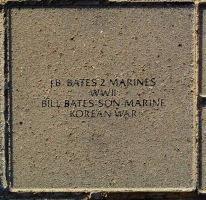 J.B. BATES 2 MARINES
WWII
BILL BATES-SON-MARINE
KOREAN WAR